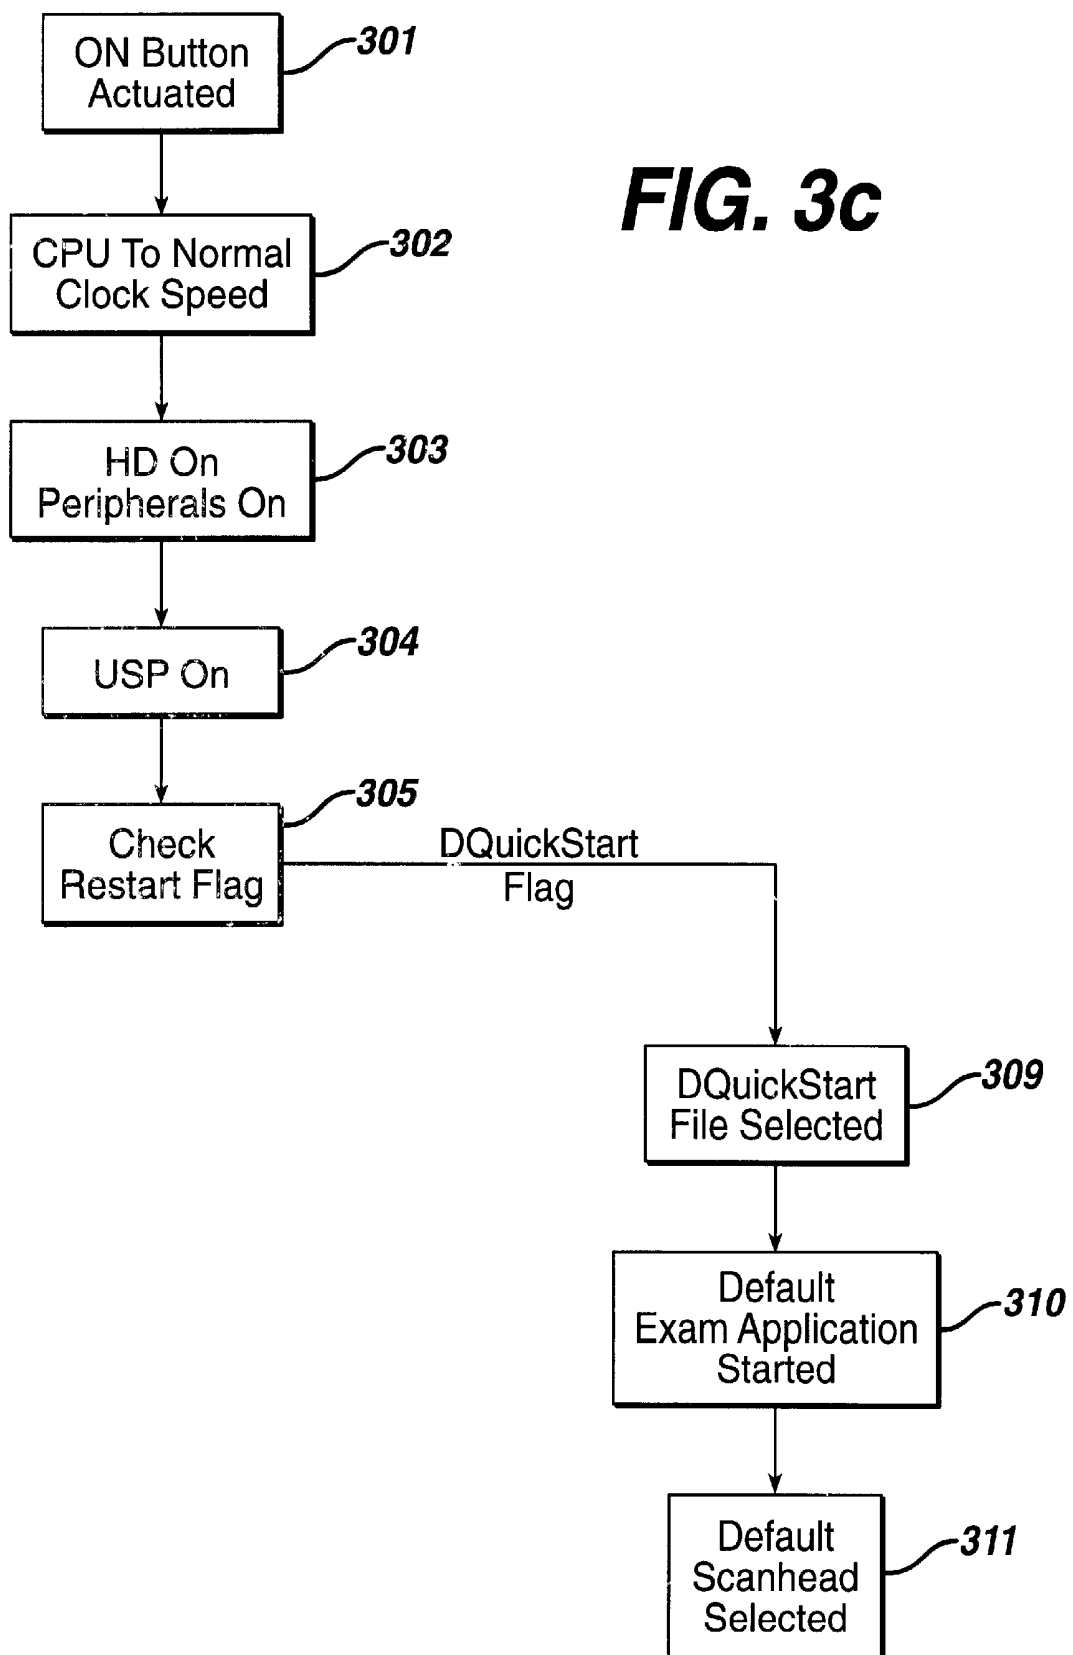 ON Button
Actuated
301
FIG. 3c
CPU To Normal
Clock Speed
302
HD On
Peripherals On
303
USP On
304
Check
Restart Flag
305
DQuickStart
Flag
DQuickStart
File Selected
309
Default
Exam Application
Started
310
Default
Scanhead
Selected
311